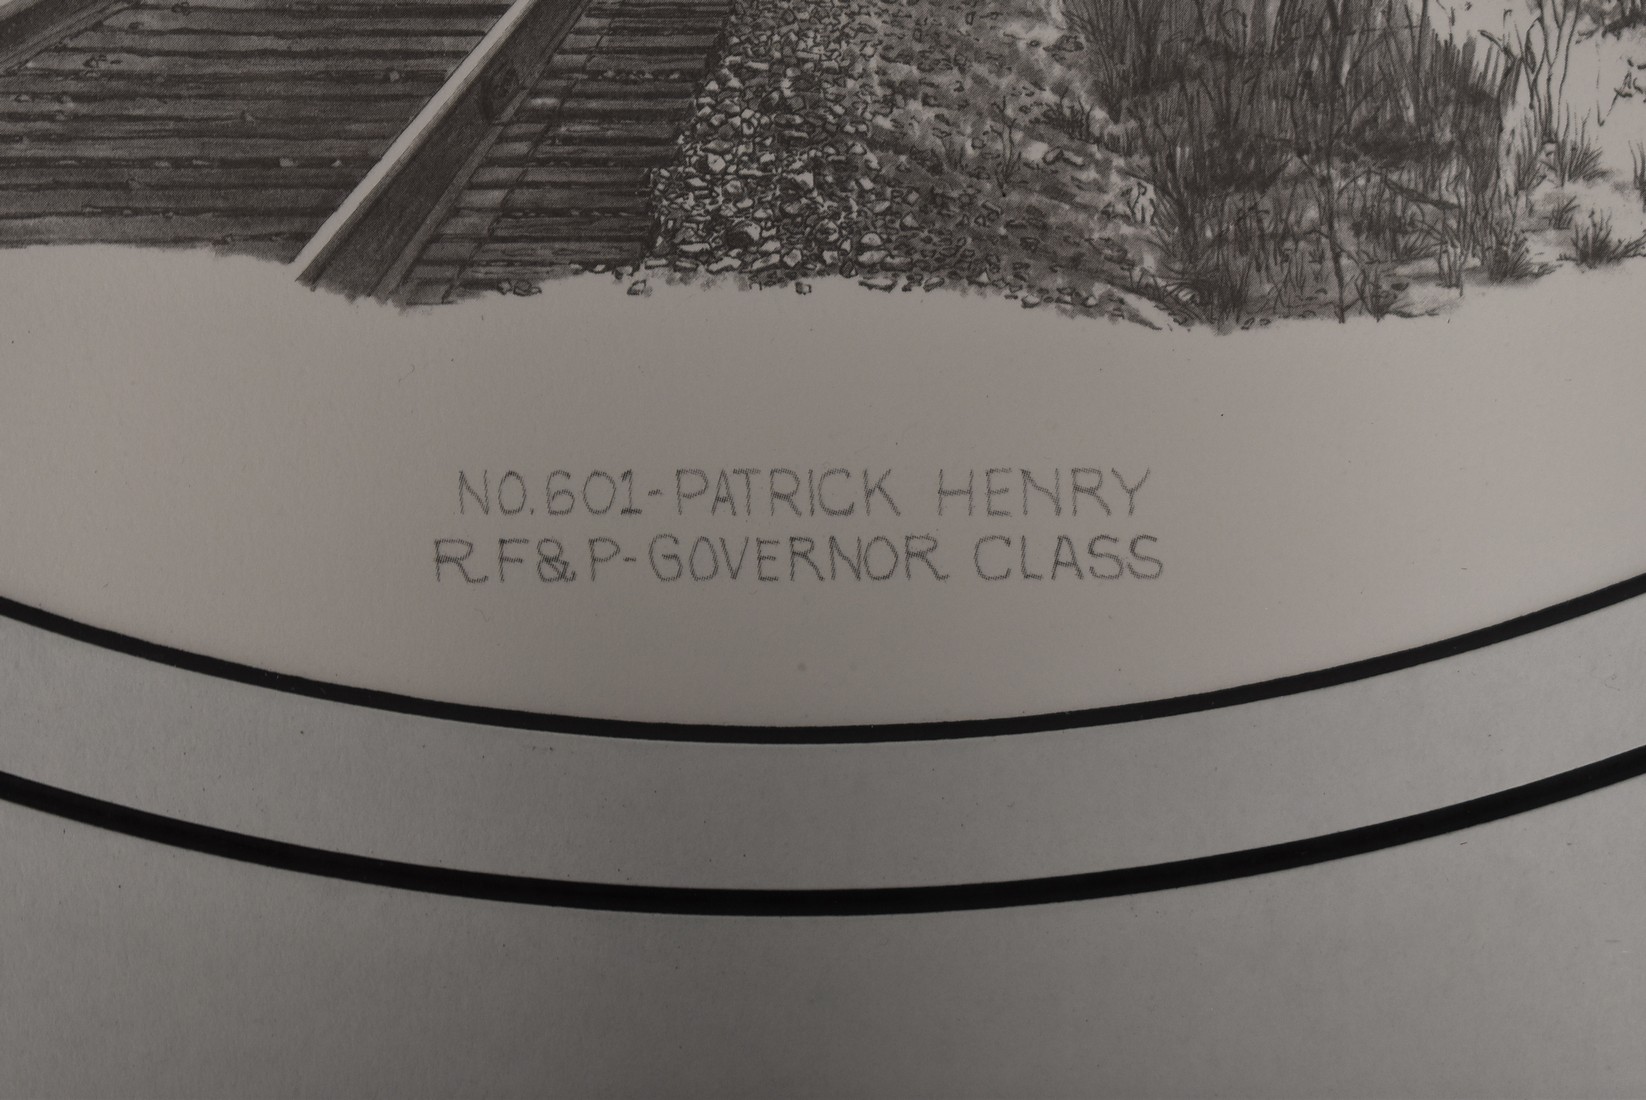 NO.601-PATRICK HENRY
R.F&P-GOVERNOR CLASS